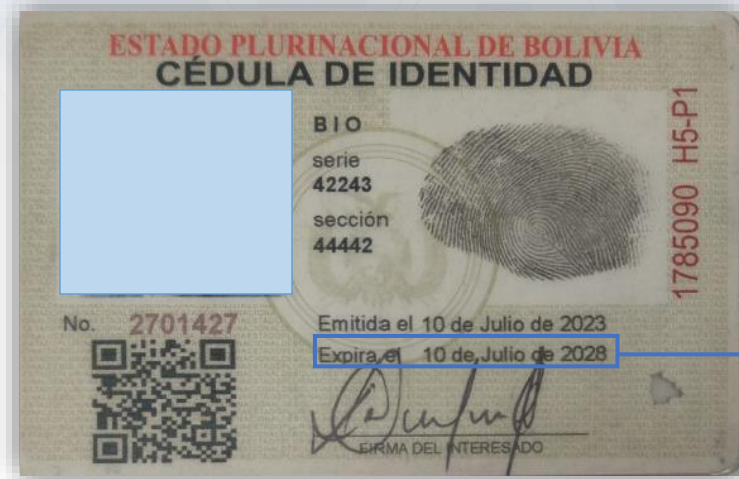 ESTADO PLURINACIONAL DE BOLIVIA
CÉDULA DE IDENTIDAD
BIO
serie
42243
sección
44442
1785090 H5-P1
No. 2701427
Emitida el 10 de Julio de 2023
Expira el 10 de Julio de 2028
FIRMA DEL INTERESADO